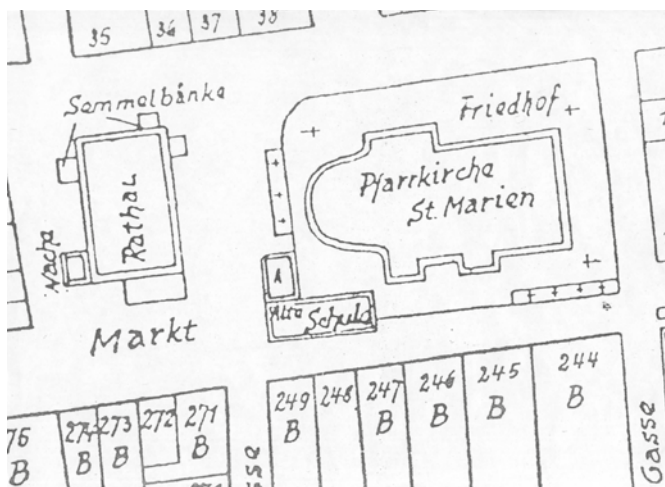 35
36
37
38
Semmelbänke
Friedhof
Rathaus
Pfarrkirche
St. Marien
Wache
A
Alte
Schule
Markt
249
248
247
246
245
244
B
B
B
B
B
274
273
272
271
B
B
B
B
Gasse